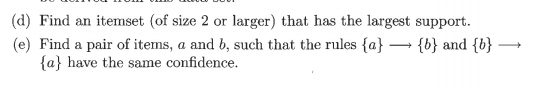 (d) Find an itemset (of size 2 or larger) that has the largest support.
(e) Find a pair of items, a and b, such that the rules {a} ⟶ {b} and {b} ⟶
{a} have the same confidence.